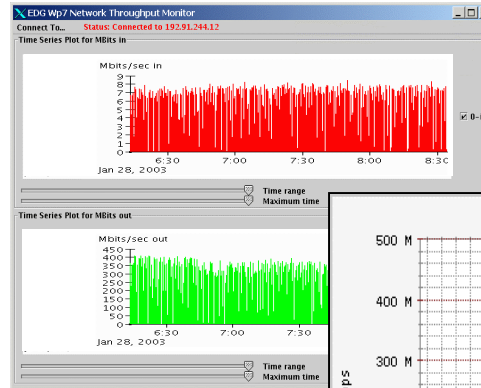 EDG Wp7 Network Throughput Monitor
Connect To... Status: Connected to 192.91.244.12
Time Series Plot for MBits in
Mbits/sec in
9
8
7
6
5
4
3
2
1
0
6:30 7:00 7:30 8:00 8:30
Jan 28, 2003
Time range
Maximum time
Time Series Plot for MBits out
Mbits/sec out
450
400
350
300
250
200
150
100
50
0
6:30 7:00 7:30
Jan 28, 2003
Time range
Maximum time
500 M
400 M
300 M